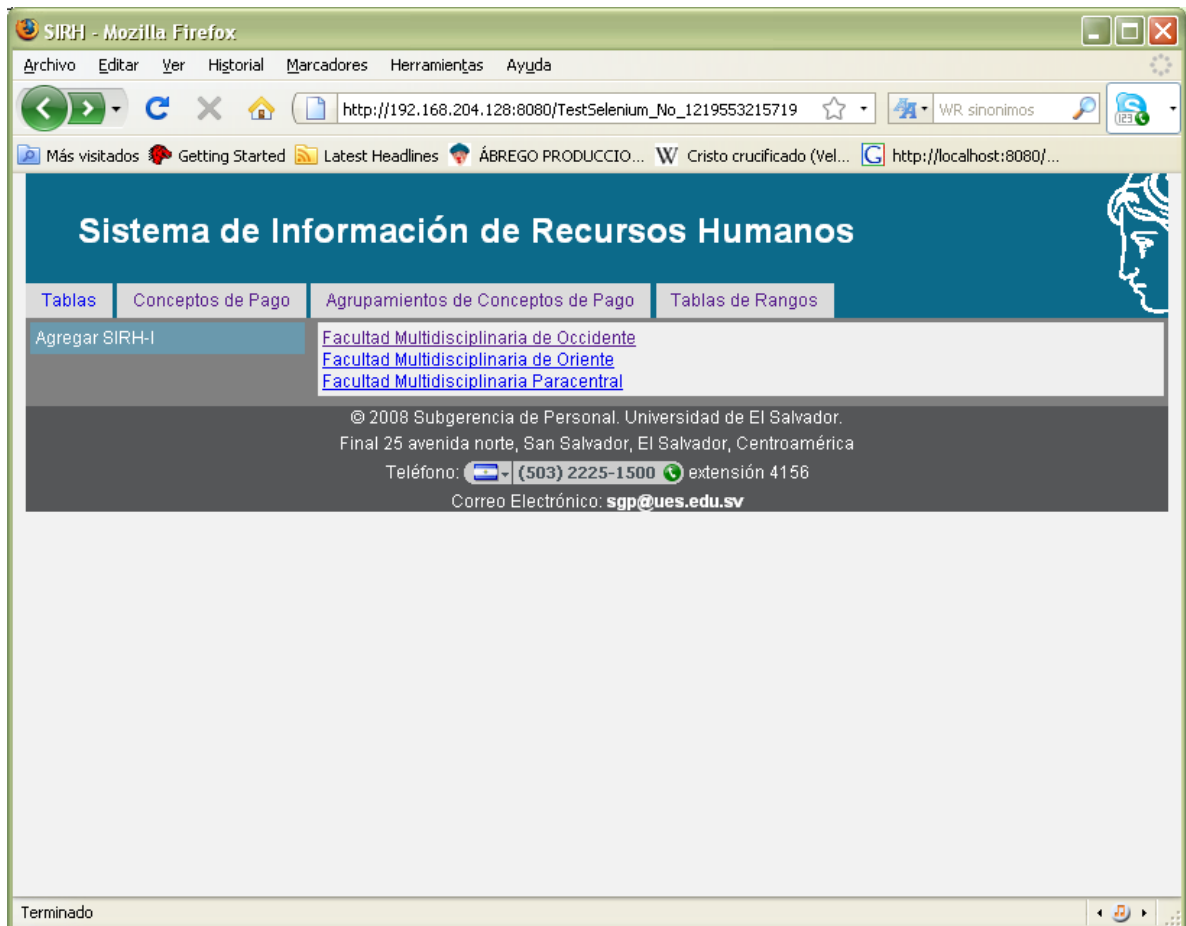 SIRH - Mozilla Firefox
Archivo Editar Ver Historial Marcadores Herramientas Ayuda
http://192.168.204.128:8080/TestSelenium_No_1219553215719 WR sinonimos
Más visitados Getting Started Latest Headlines ÁBREGO PRODUCCIO... W Cristo crucificado (Vel... G http://localhost:8080/...
Sistema de Información de Recursos Humanos
Tablas Conceptos de Pago Agrupamientos de Conceptos de Pago Tablas de Rangos
Agregar SIRH-I
Facultad Multidisciplinaria de Occidente
Facultad Multidisciplinaria de Oriente
Facultad Multidisciplinaria Paracentral
© 2008 Subgerencia de Personal. Universidad de El Salvador.
Final 25 avenida norte, San Salvador, El Salvador, Centroamérica
Teléfono: (503) 2225-1500 extensión 4156
Correo Electrónico: sgp@ues.edu.sv
Terminado